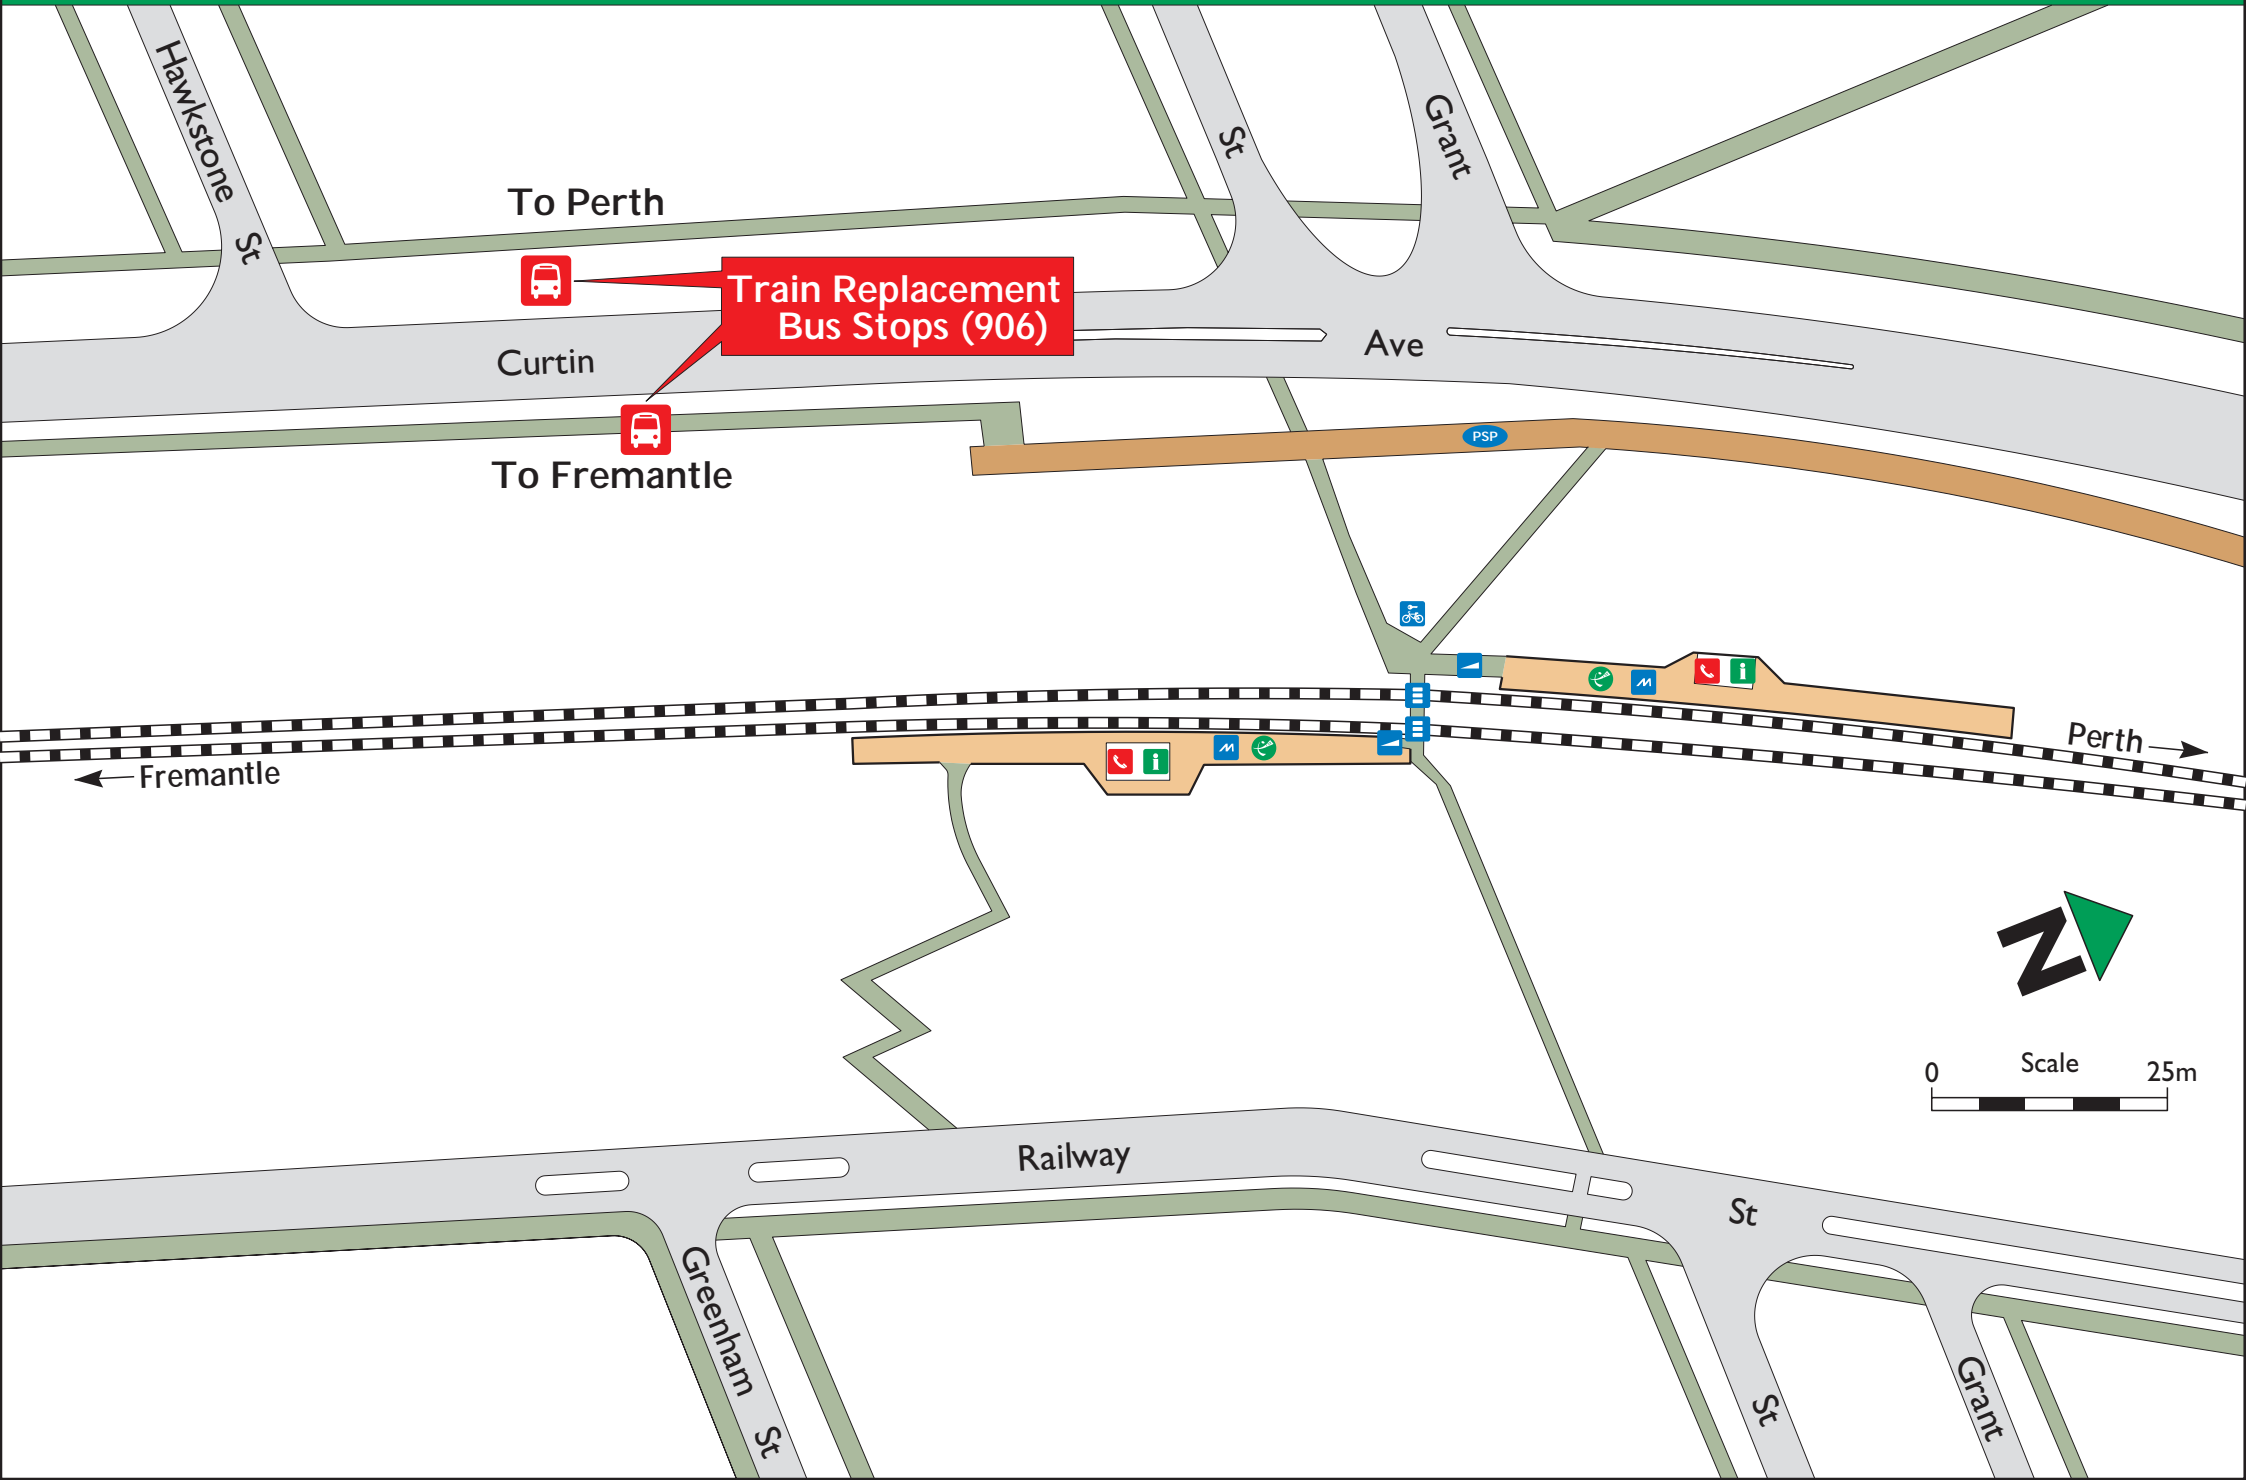 Hawkstone
St
St
Grant
To Perth
Train Replacement
Bus Stops (906)
Curtin
Ave
To Fremantle
PSP
Perth
Fremantle
N
Scale
0
25m
Railway
St
Greenham
St
St
Grant